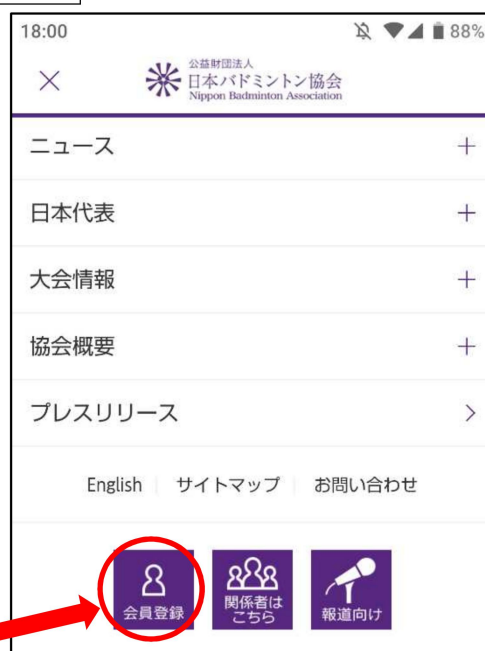 18:00 88%
公益財団法人
日本バドミントン協会
Nippon Badminton Association
ニュース
日本代表
大会情報
協会概要
プレスリリース
English サイトマップ お問い合わせ
会員登録
関係者は
こちら
報道向け